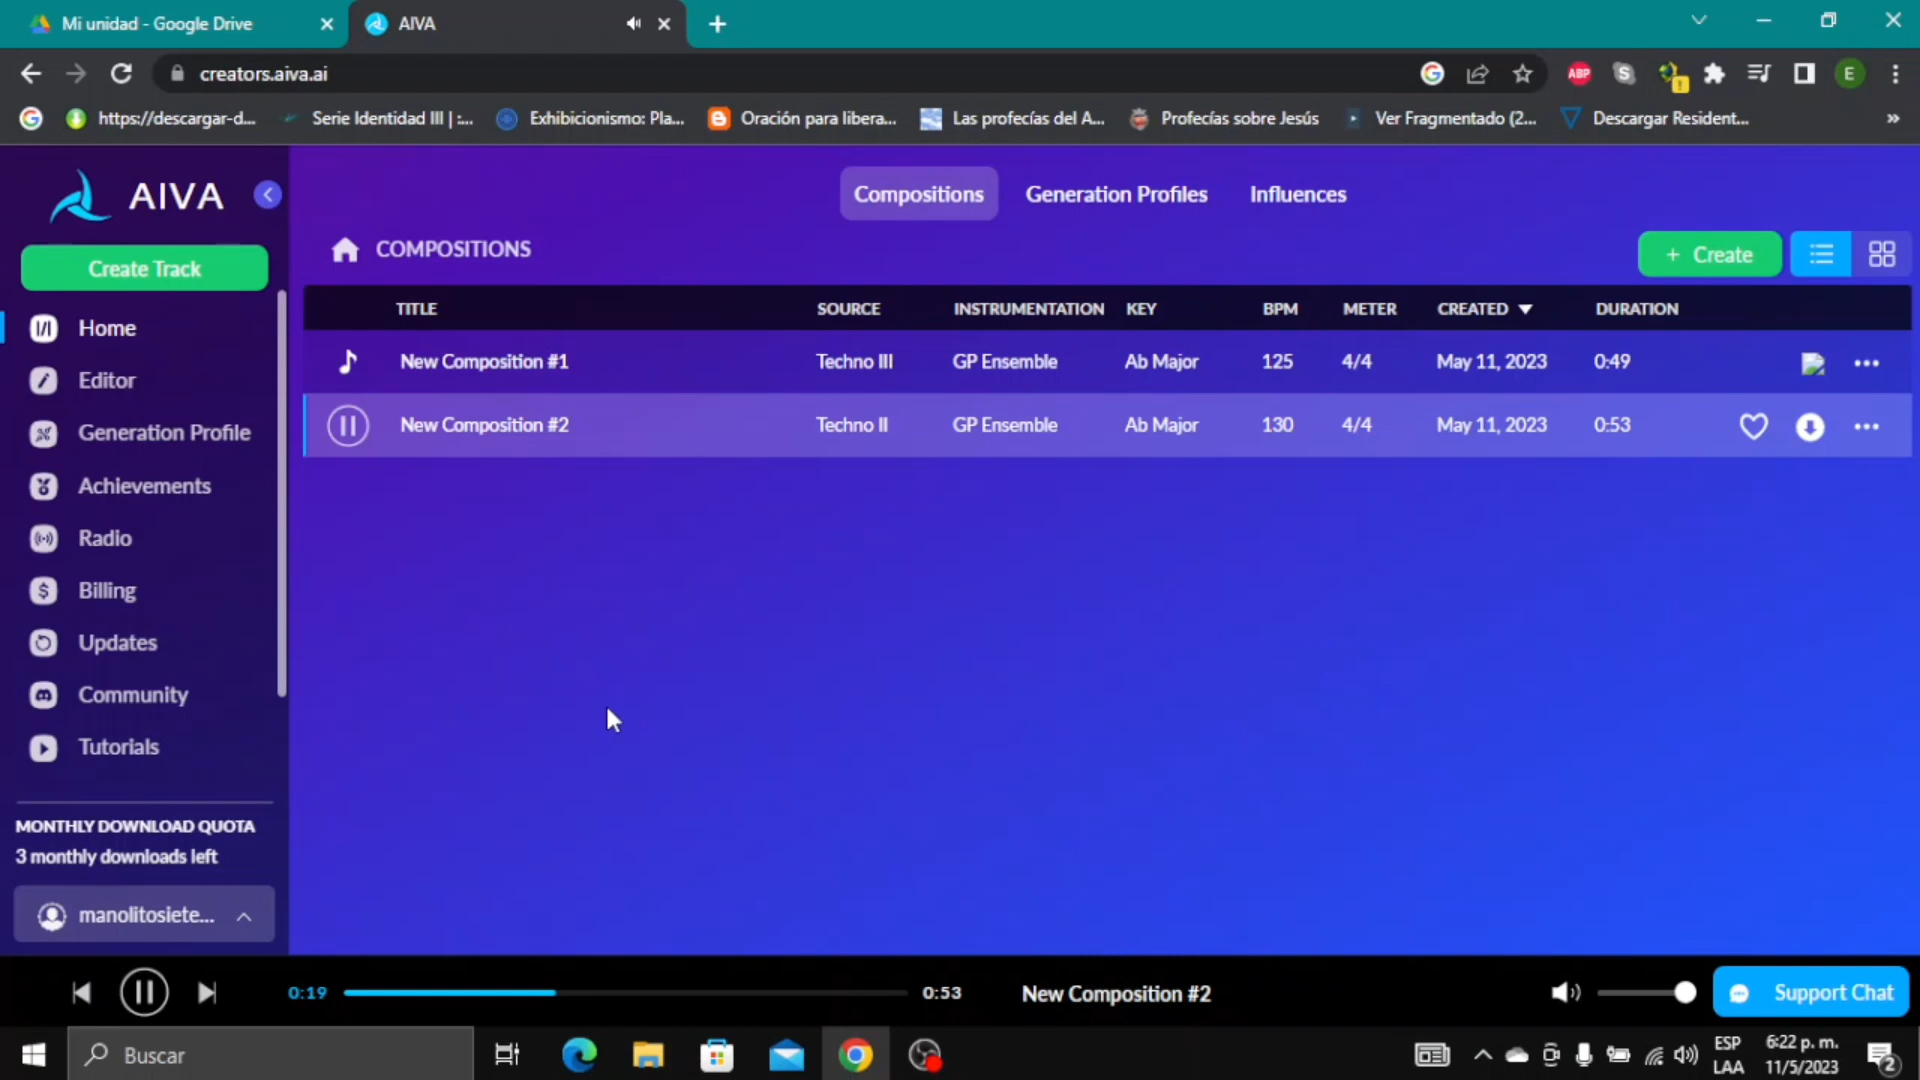 Mi unidad - Google Drive
AIVA
creators.aiva.ai
ABP
S
E
https://descargar-d...
Serie Identidad III | :...
Exhibicionismo: Pla...
Oración para libera...
Las profecías del A...
Profecías sobre Jesús
Ver Fragmentado (2...
Descargar Resident...
AIVA
Create Track
Home
Editor
Generation Profile
Achievements
Radio
Billing
Updates
Community
Tutorials
MONTHLY DOWNLOAD QUOTA
3 monthly downloads left
manolitosiete...
Compositions Generation Profiles Influences
COMPOSITIONS
+ Create
TITLE SOURCE INSTRUMENTATION KEY BPM METER CREATED DURATION
New Composition #1 Techno III GP Ensemble Ab Major 125 4/4 May 11, 2023 0:49
New Composition #2 Techno II GP Ensemble Ab Major 130 4/4 May 11, 2023 0:53
0:19 0:53 New Composition #2
Support Chat
Buscar
ESP
LAA
6:22 p. m.
11/5/2023
2